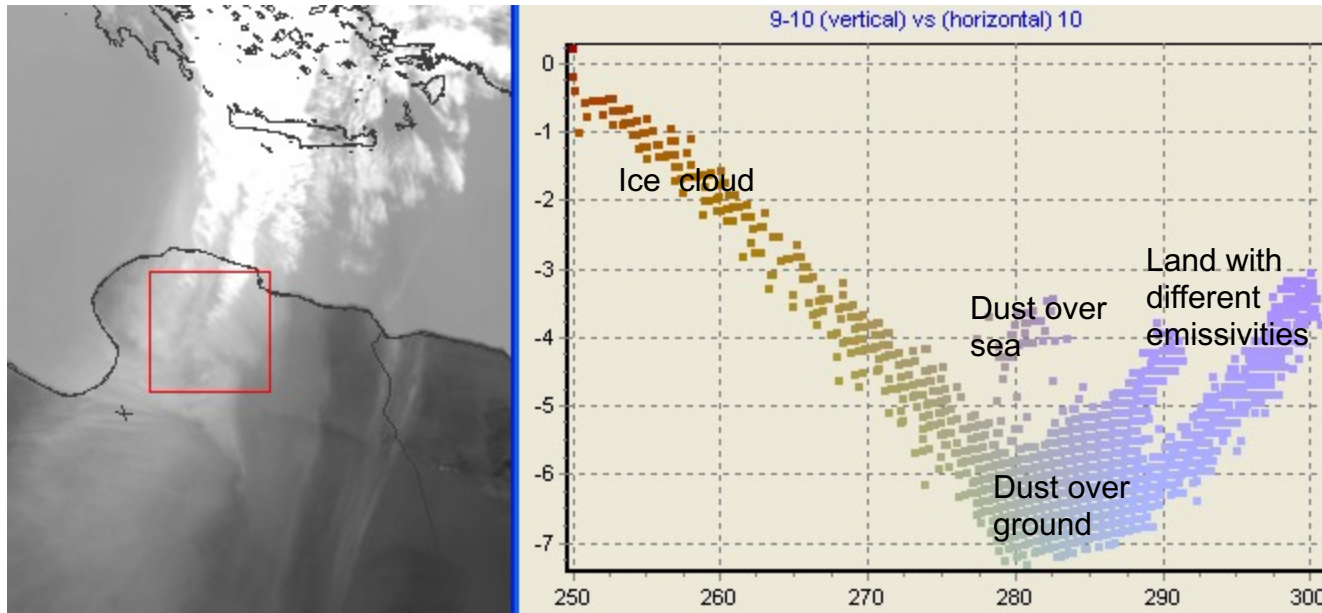 9-10 (vertical) vs (horizontal) 10
0
-1
Ice cloud
-2
-3
Land with
different
emissivities
Dust over
sea
-4
-5
-6
Dust over
ground
-7
250
260
270
280
290
300